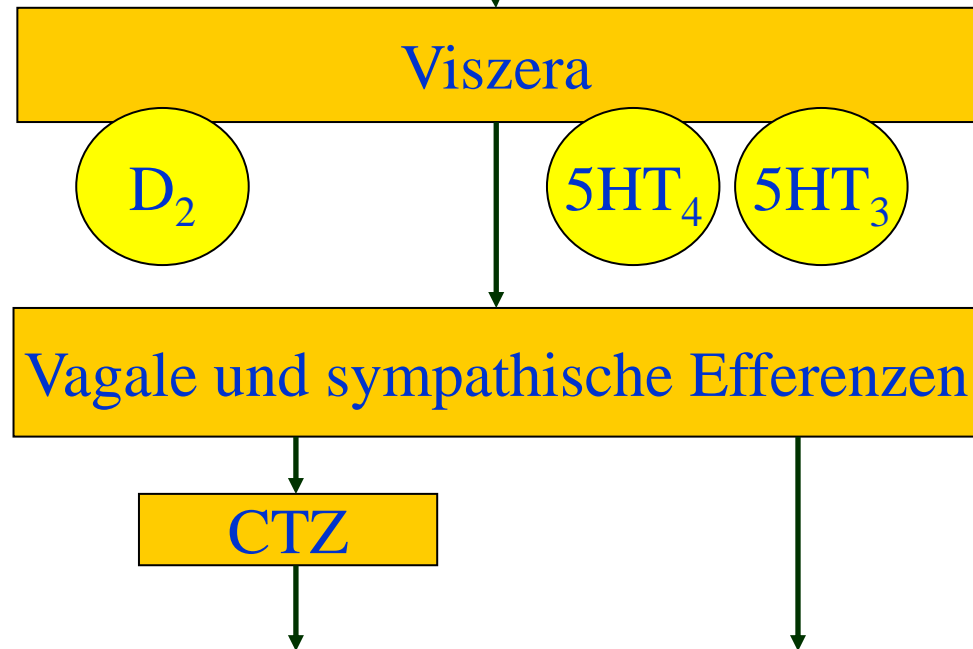 Viszera
D₂ 5HT₄ 5HT₃
Vagale und sympathische Efferenzen
CTZ